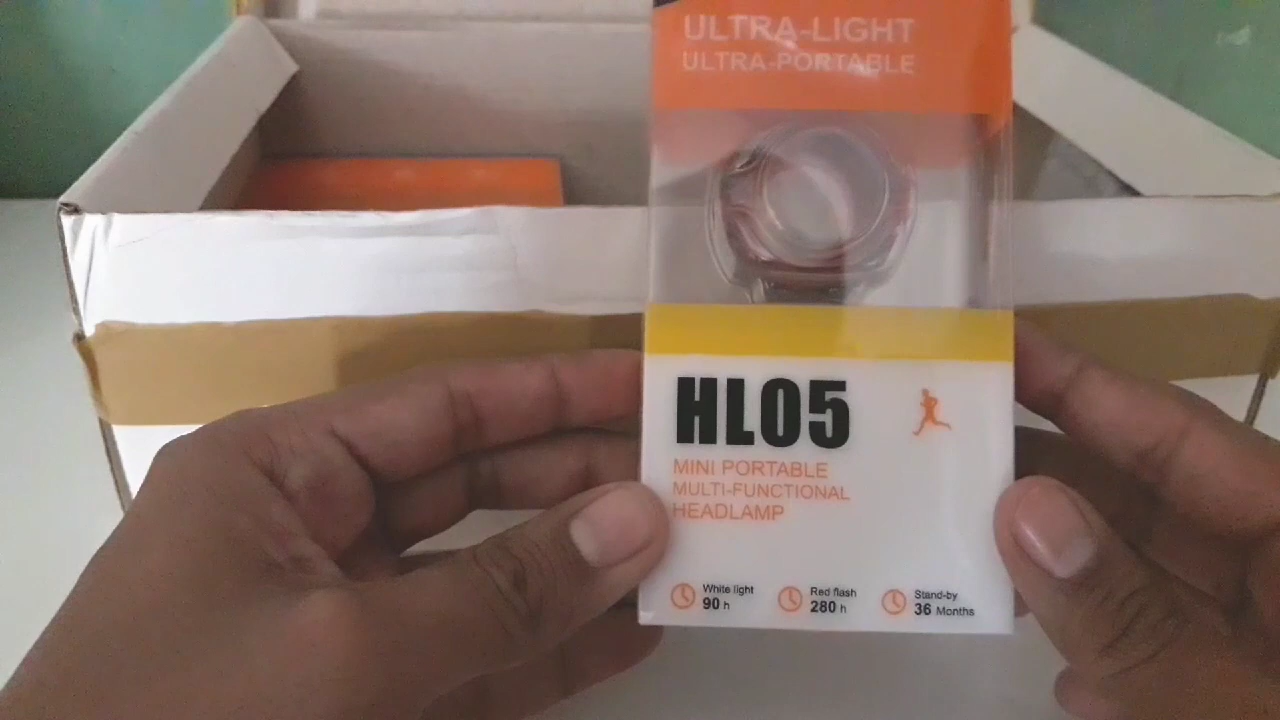 ULTRA-LIGHT
ULTRA-PORTABLE
HL05
MINI PORTABLE
MULTI-FUNCTIONAL
HEADLAMP
White light
90 h
Red flash
280 h
Stand-by
36 Months